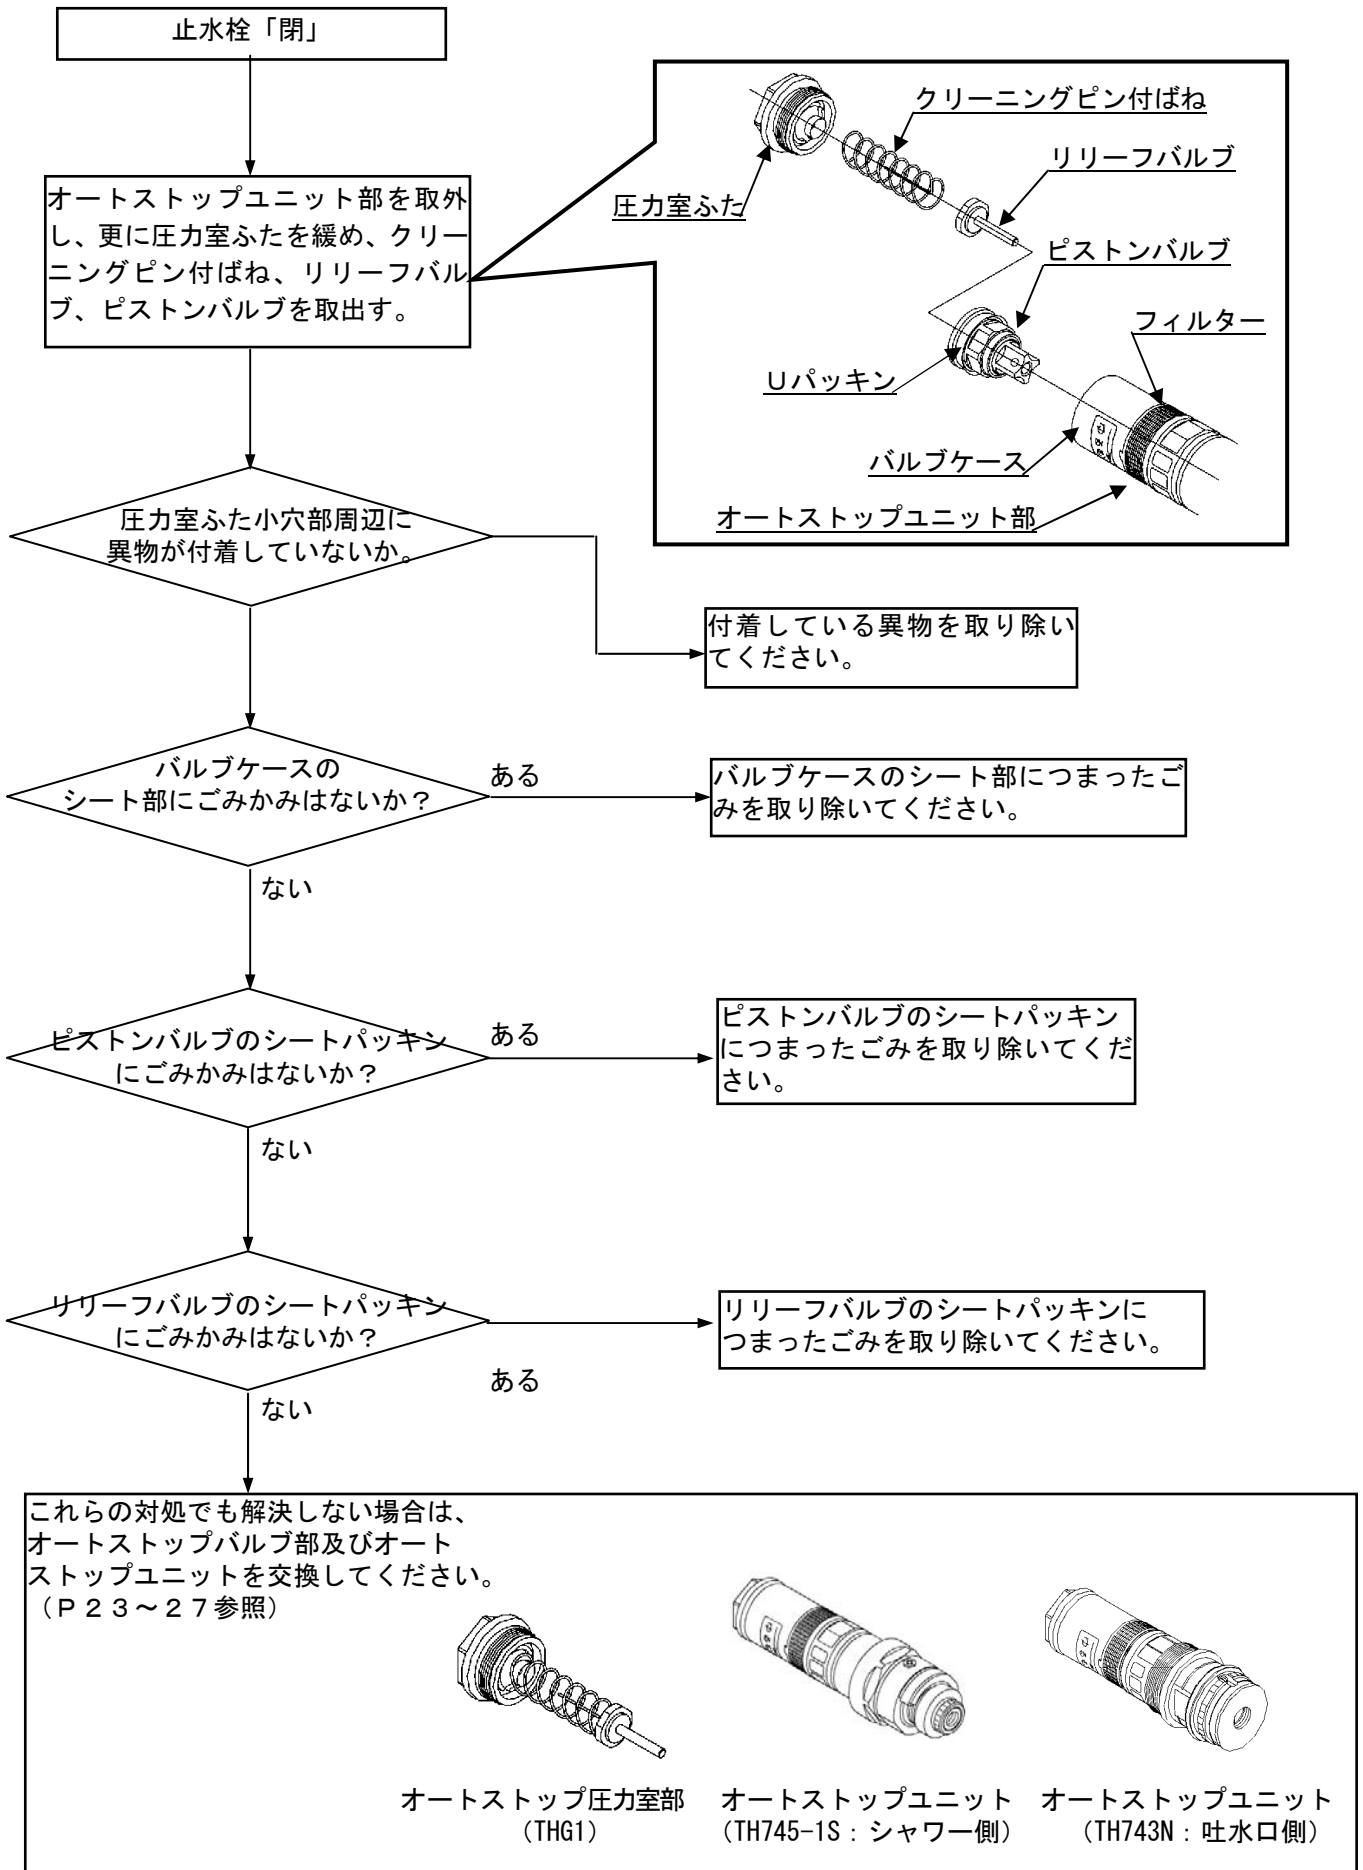 止水栓「閉」
オートストップユニット部を取外
し、更に圧力室ふたを緩め、クリー
ニングピン付ばね、リリーフバル
ブ、ピストンバルブを取出す。
クリーニングピン付ばね
リリーフバルブ
圧力室ふた
ピストンバルブ
フィルター
Uパッキン
バルブケース
オートストップユニット部
圧力室ふた小穴部周辺に
異物が付着していないか。
付着している異物を取り除い
てください。
バルブケースの
シート部にごみかみはないか？
ある
バルブケースのシート部につまったご
みを取り除いてください。
ない
ピストンバルブのシートパッキン
にごみかみはないか？
ある
ピストンバルブのシートパッキン
につまったごみを取り除いてくだ
さい。
ない
リリーフバルブのシートパッキン
にごみかみはないか？
ある
リリーフバルブのシートパッキンに
つまったごみを取り除いてください。
ない
これらの対処でも解決しない場合は、
オートストップバルブ部及びオート
ストップユニットを交換してください。
（Ｐ２３～２７参照）
オートストップ圧力室部
（THG1）
オートストップユニット
（TH745-1S：シャワー側）
オートストップユニット
（TH743N：吐水口側）